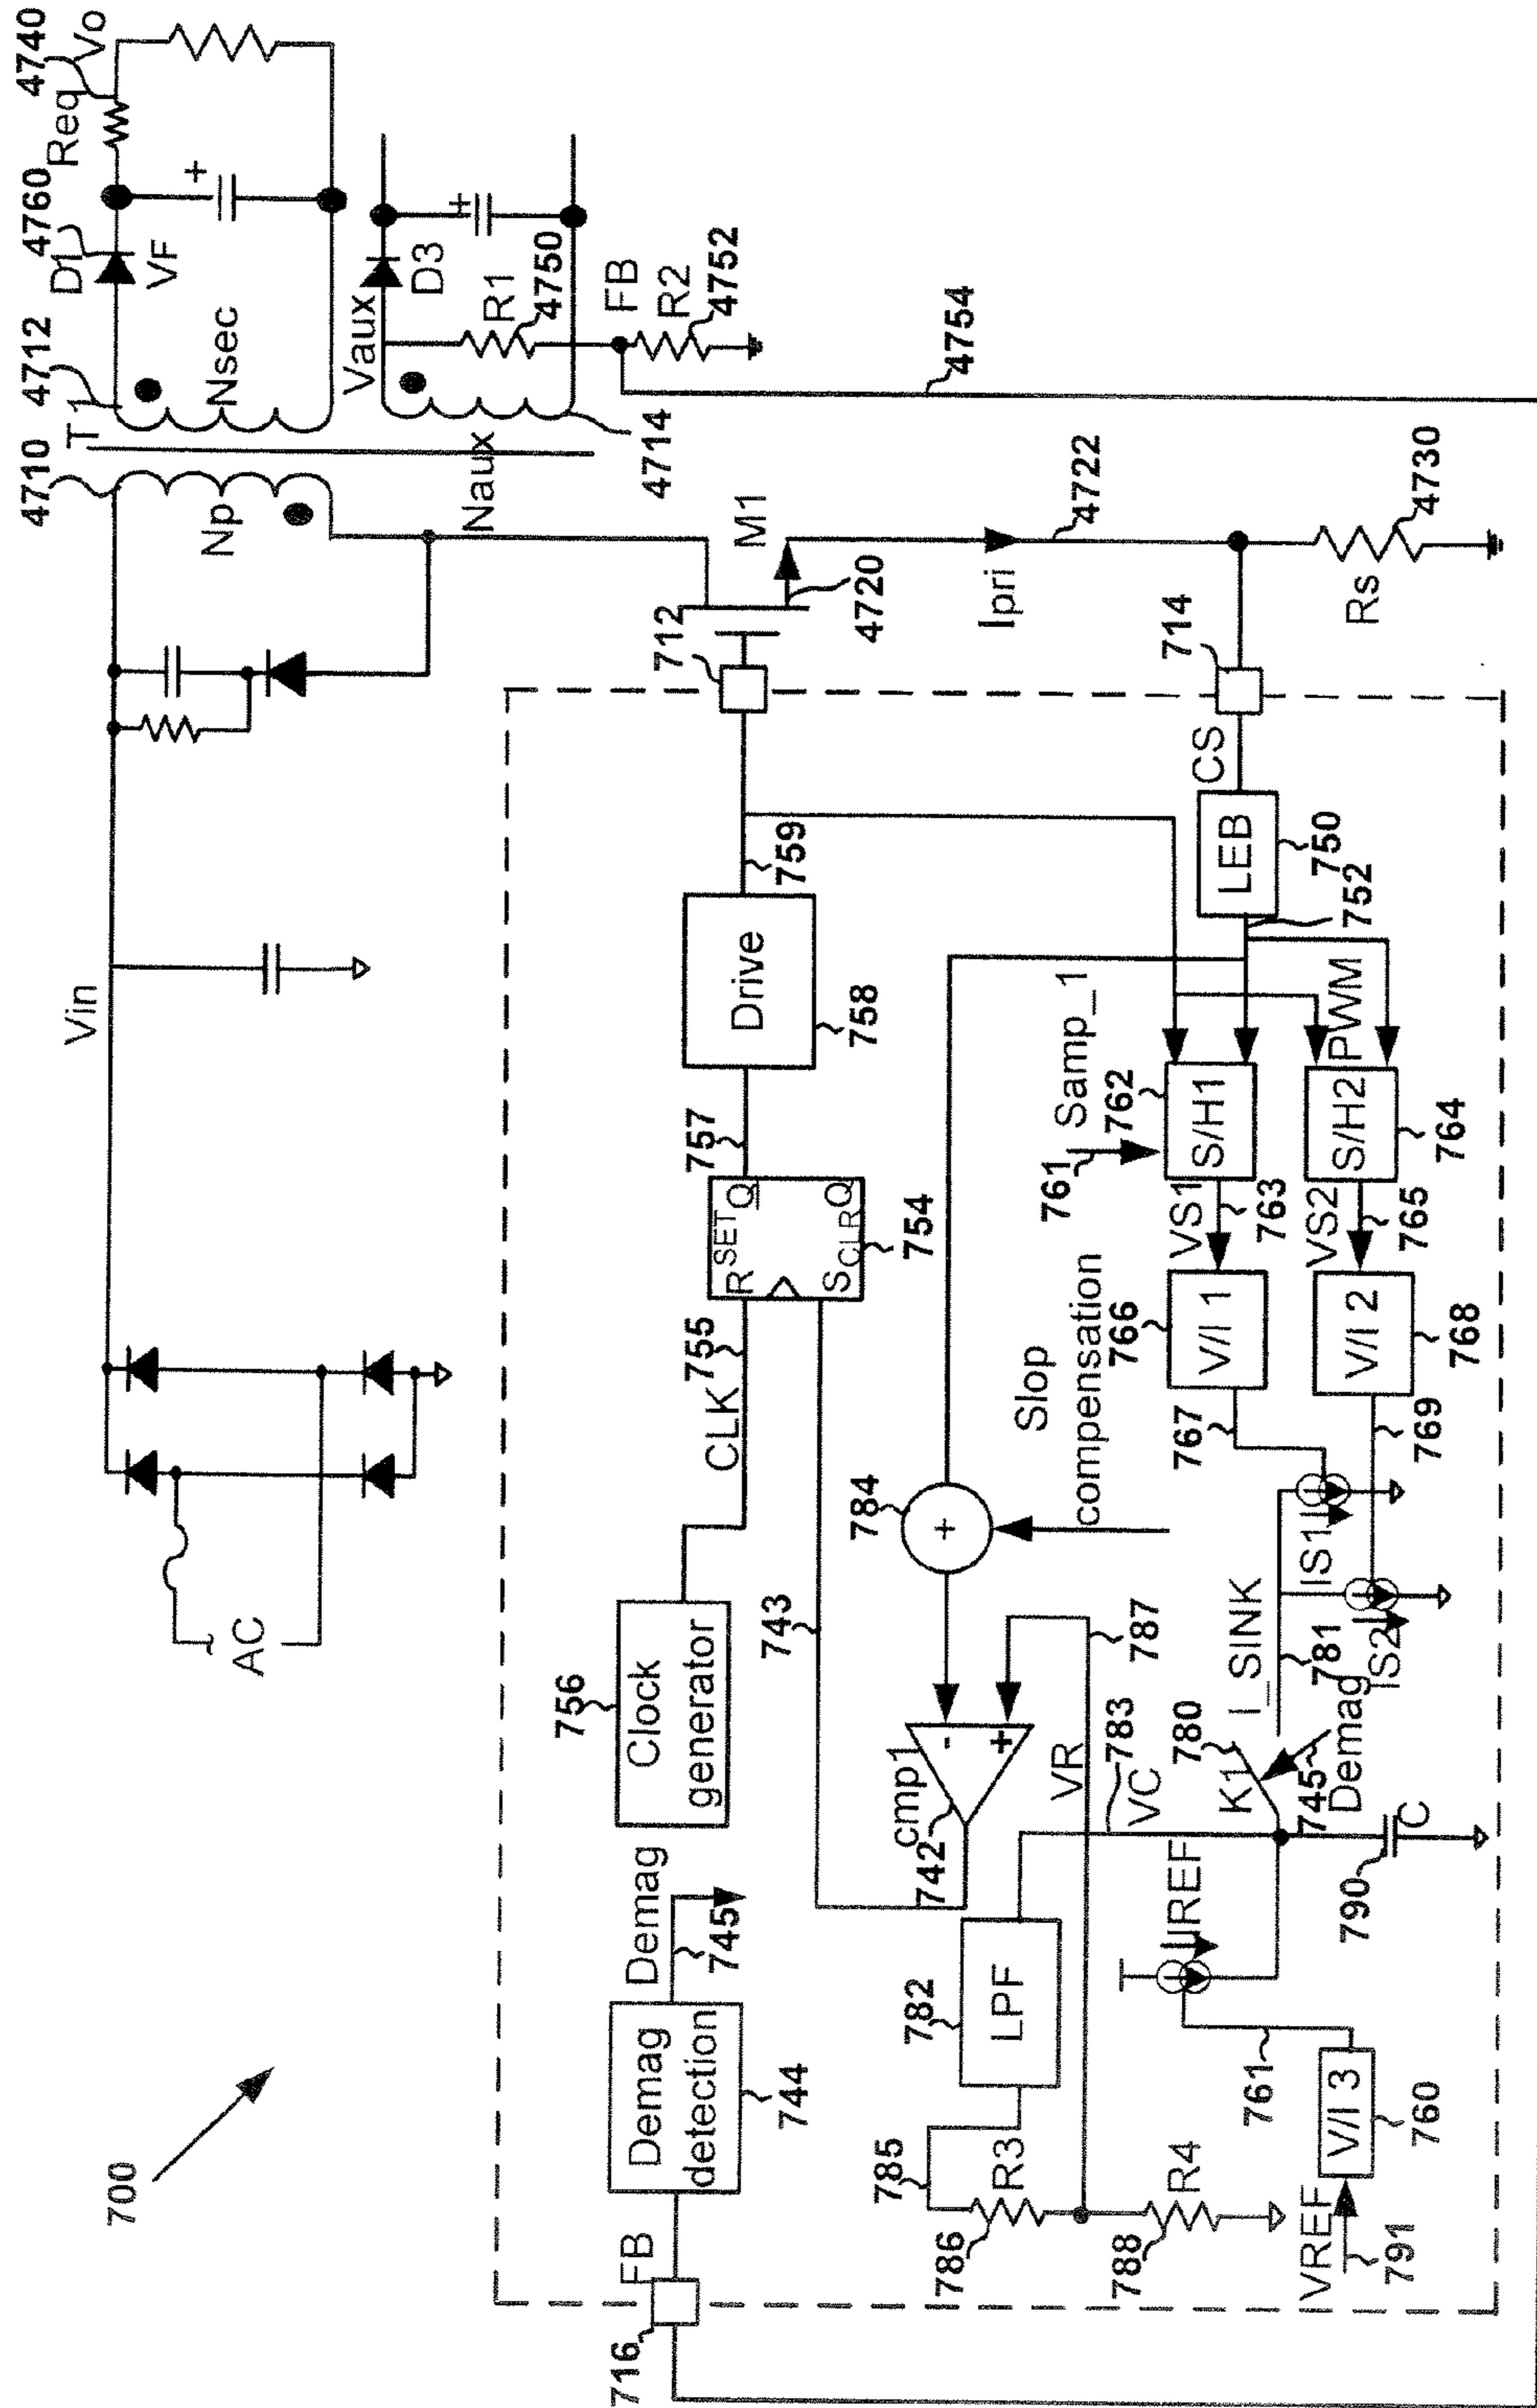 700
AC
Vin
4710
T1
4712
Np
Nsec
D1
4760
VF
Req
4740
Vo
+
Naux
4714
Vaux
D3
+
R1
4750
FB
R2
4752
4754
M1
4720
712
Ipri
4722
714
Rs
4730
716
FB
Demag
detection
744
Demag
745
756
Clock
generator
CLK
755
R SET Q
S CLR Q
754
757
Drive
758
759
743
cmp1
742
-
+
784
+
Slop
compensation
CS
LEB
750
752
PWM
Samp_1
761
762
S/H1
S/H2
764
VS1
763
VS2
765
766
V/I 1
V/I 2
768
767
769
IS1
IS2
I_SINK
781
780
K1
745
Demag
787
VR
783
VC
782
LPF
785
786
R3
788
R4
IREF
790
C
761
V/I 3
760
VREF
791